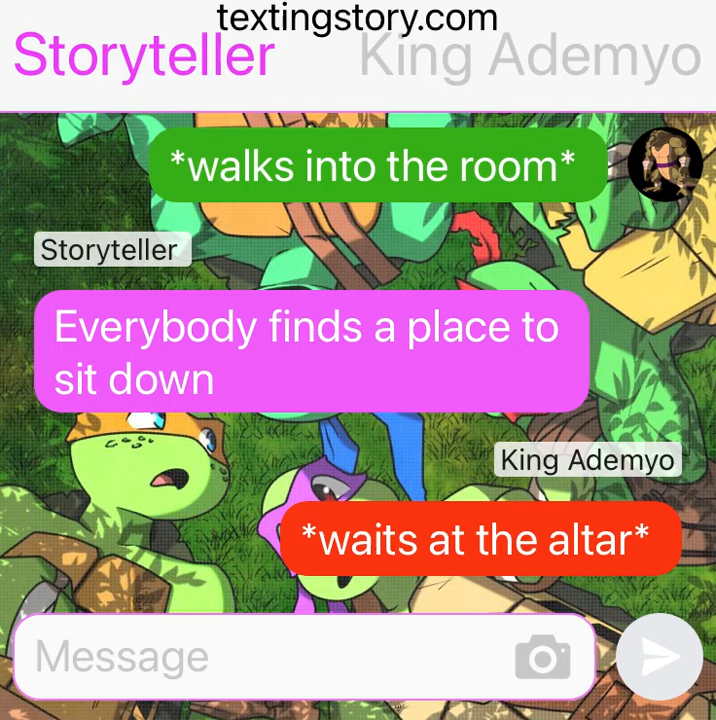 textingstory.com
Storyteller King Ademyo
*walks into the room*
Storyteller
Everybody finds a place to
sit down
King Ademyo
*waits at the altar*
Message